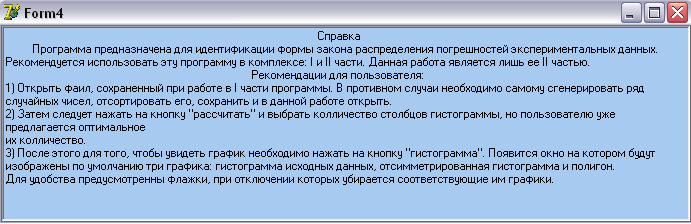 Form4
Справка
Программа предназначена для идентификации формы закона распределения погрешностей экспериментальных данных.
Рекомендуется использовать эту программу в комплексе: I и II части. Данная работа является лишь ее II частью.
Рекомендации для пользователя:
1) Открыть фаил, сохраненный при работе в I части программы. В противном случаи необходимо самому сгенерировать ряд
случайных чисел, отсортировать его, сохранить и в данной работе открыть.
2) Затем следует нажать на кнопку "рассчитать" и выбрать колличество столбцов гистограммы, но пользователю уже
предлагается оптимальное
их колличество.
3) После этого для того, чтобы увидеть график необходимо нажать на кнопку "гистограмма". Появится окно на котором будут
изображены по умолчанию три графика: гистограмма исходных данных, отсимметрированная гистограмма и полигон.
Для удобства предусмотренны флажки, при отключении которых убирается соответствующие им графики.